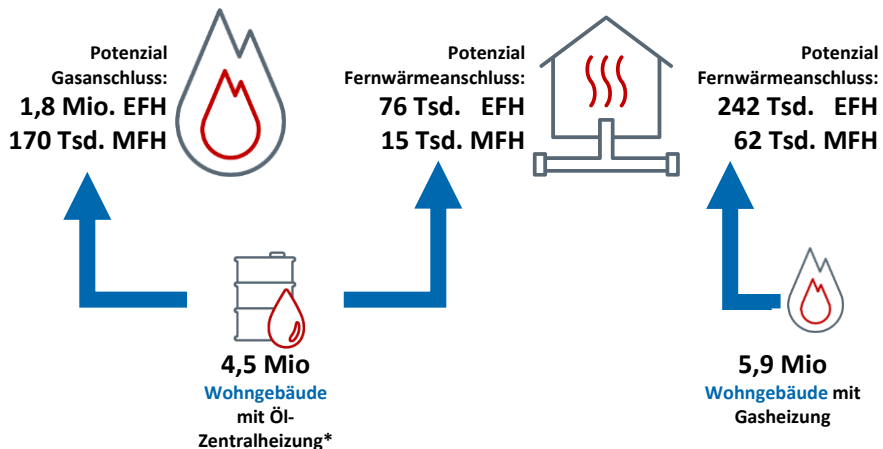 Potenzial
Gasanschluss:
1,8 Mio. EFH
170 Tsd. MFH
Potenzial
Fernwärmeanschluss:
76 Tsd. EFH
15 Tsd. MFH
Potenzial
Fernwärmeanschluss:
242 Tsd. EFH
62 Tsd. MFH
4,5 Mio
Wohngebäude
mit Öl-
Zentralheizung*
5,9 Mio
Wohngebäude mit
Gasheizung